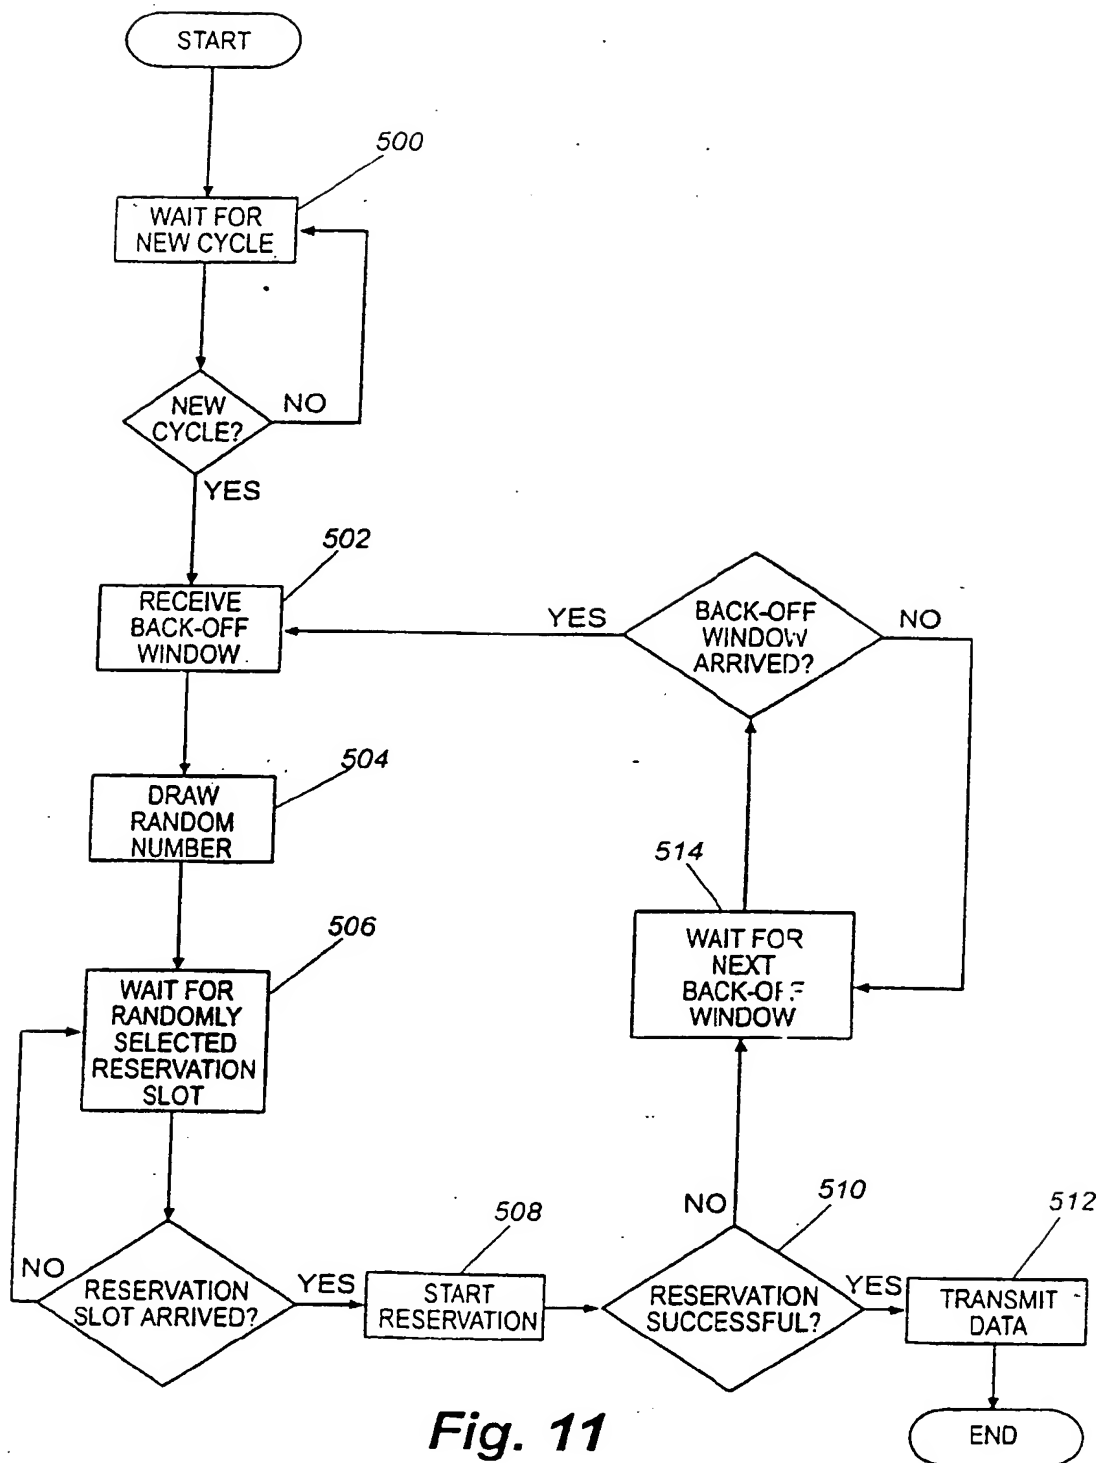 START
500
WAIT FOR
NEW CYCLE
NEW
CYCLE?
NO
YES
502
RECEIVE
BACK-OFF
WINDOW
YES
BACK-OFF
WINDOW
ARRIVED?
NO
504
DRAW
RANDOM
NUMBER
514
WAIT FOR
NEXT
BACK-OFF
WINDOW
506
WAIT FOR
RANDOMLY
SELECTED
RESERVATION
SLOT
NO
RESERVATION
SLOT ARRIVED?
YES
508
START
RESERVATION
NO
510
RESERVATION
SUCCESSFUL?
YES
512
TRANSMIT
DATA
END
Fig. 11